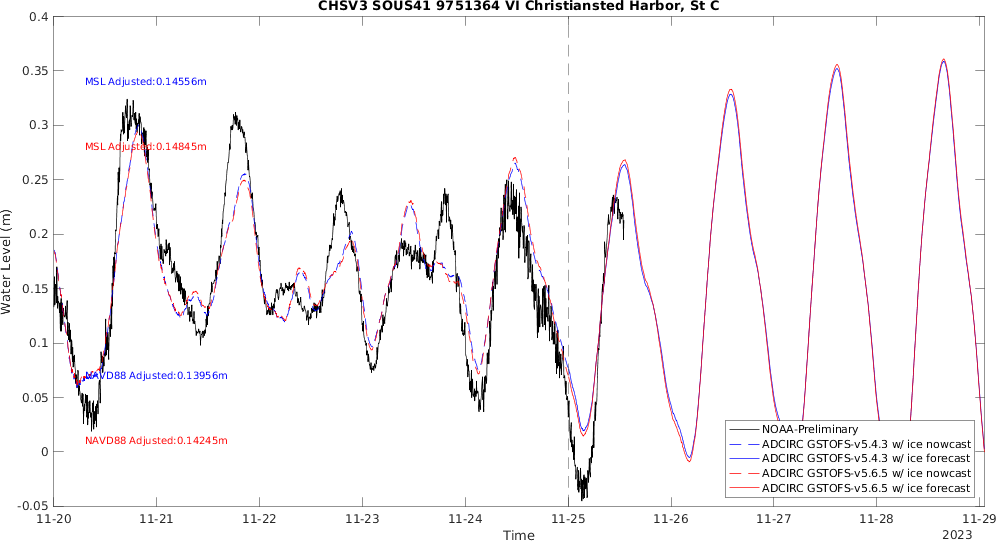 CHSV3 SOUS41 9751364 VI Christiansted Harbor, St C
0.4
0.35
0.3
0.25
0.2
0.15
0.1
0.05
0
-0.05
Water Level (m)
MSL Adjusted:0.14556m
MSL Adjusted:0.14845m
NAVD88 Adjusted:0.13956m
NAVD88 Adjusted:0.14245m
NOAA-Preliminary
ADCIRC GSTOFS-v5.4.3 w/ ice nowcast
ADCIRC GSTOFS-v5.4.3 w/ ice forecast
ADCIRC GSTOFS-v5.6.5 w/ ice nowcast
ADCIRC GSTOFS-v5.6.5 w/ ice forecast
11-20 11-21 11-22 11-23 11-24 11-25 11-26 11-27 11-28 11-29
Time
2023